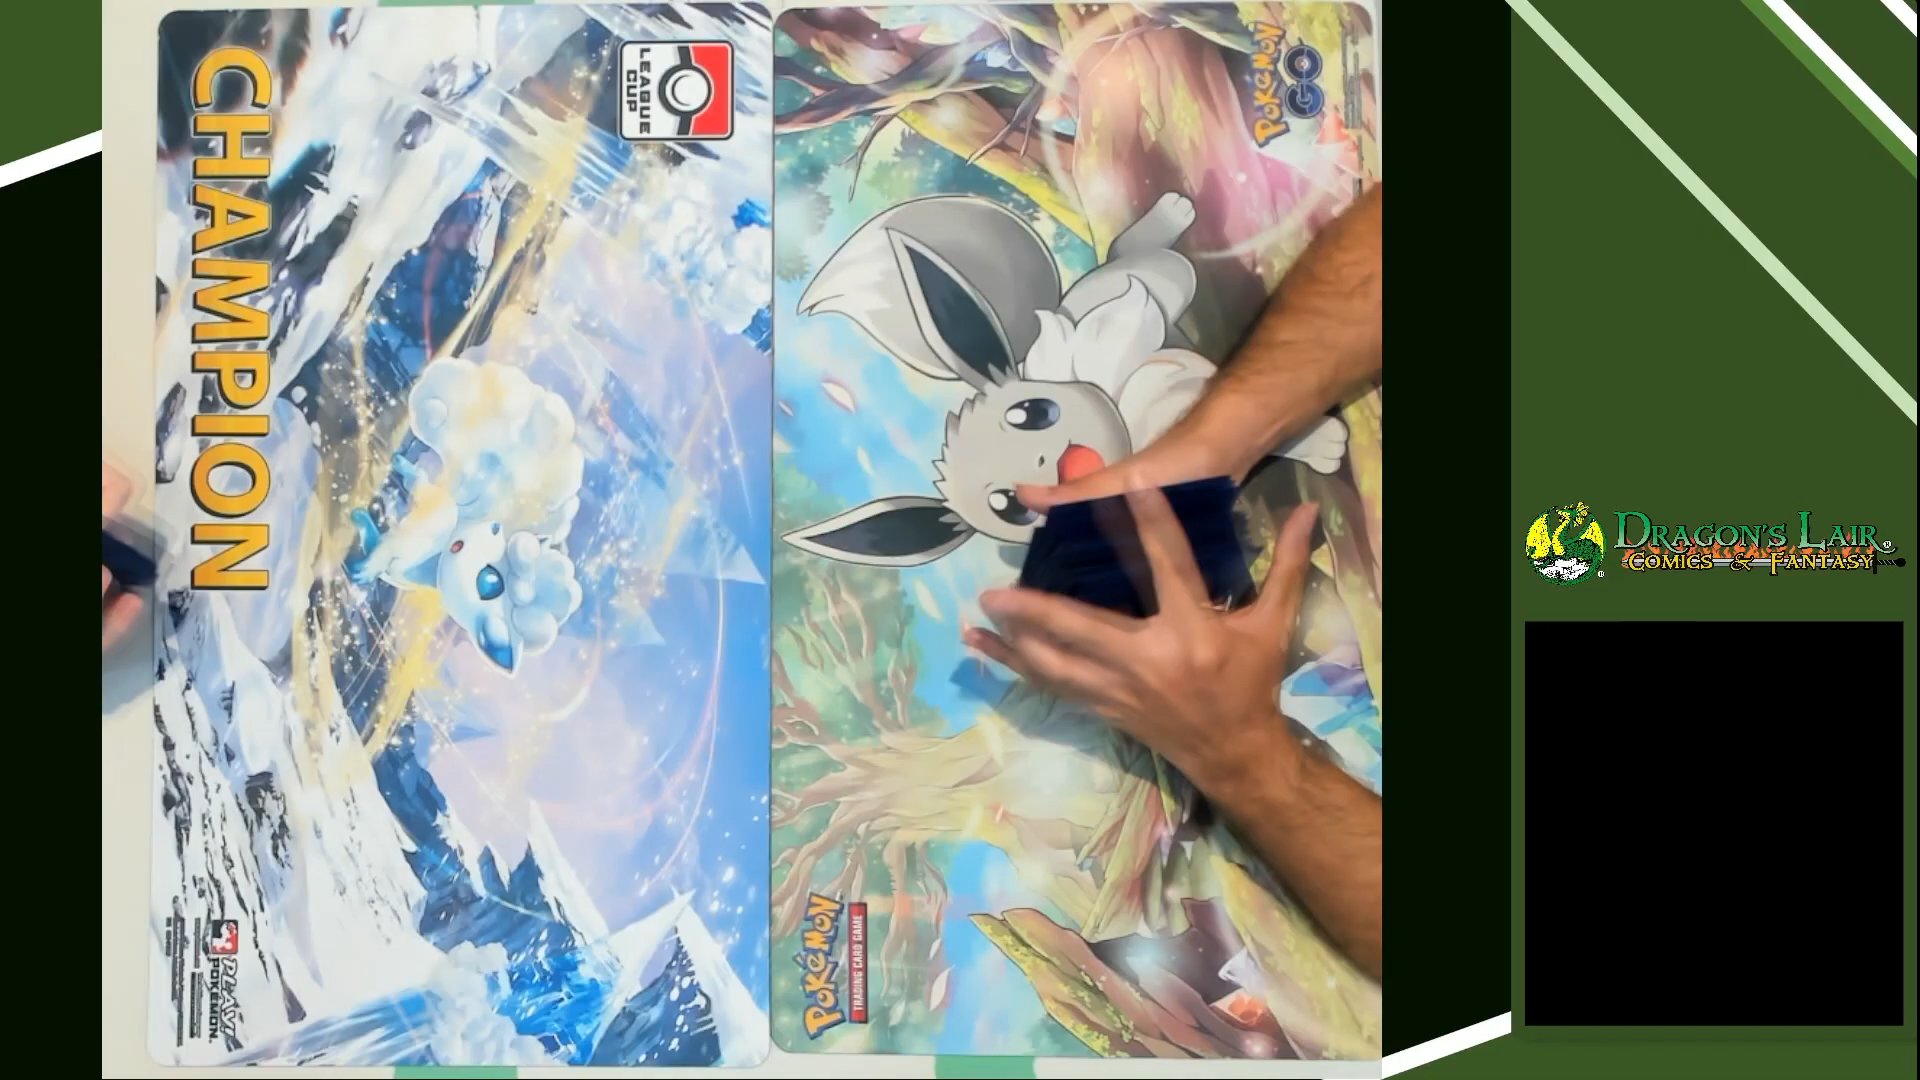 CHAMPION
LEAGUE
CUP
POKéMON
GO
PLAY!
POKÉMON
POKéMON
TRADING CARD GAME
DRAGON'S LAIR
COMICS & FANTASY